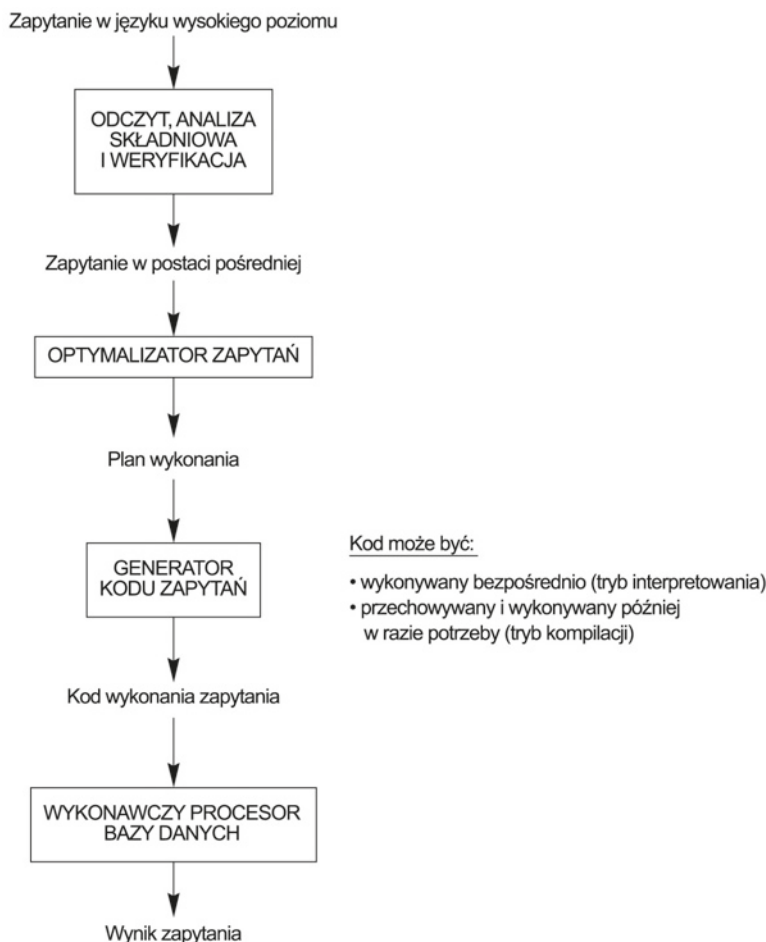 Zapytanie w języku wysokiego poziomu
ODCZYT, ANALIZA
SKŁADNIOWA
I WERYFIKACJA
Zapytanie w postaci pośredniej
OPTYMALIZATOR ZAPYTAŃ
Plan wykonania
GENERATOR
KODU ZAPYTAŃ
Kod może być:
• wykonywany bezpośrednio (tryb interpretowania)
• przechowywany i wykonywany później
w razie potrzeby (tryb kompilacji)
Kod wykonania zapytania
WYKONAWCZY PROCESOR
BAZY DANYCH
Wynik zapytania